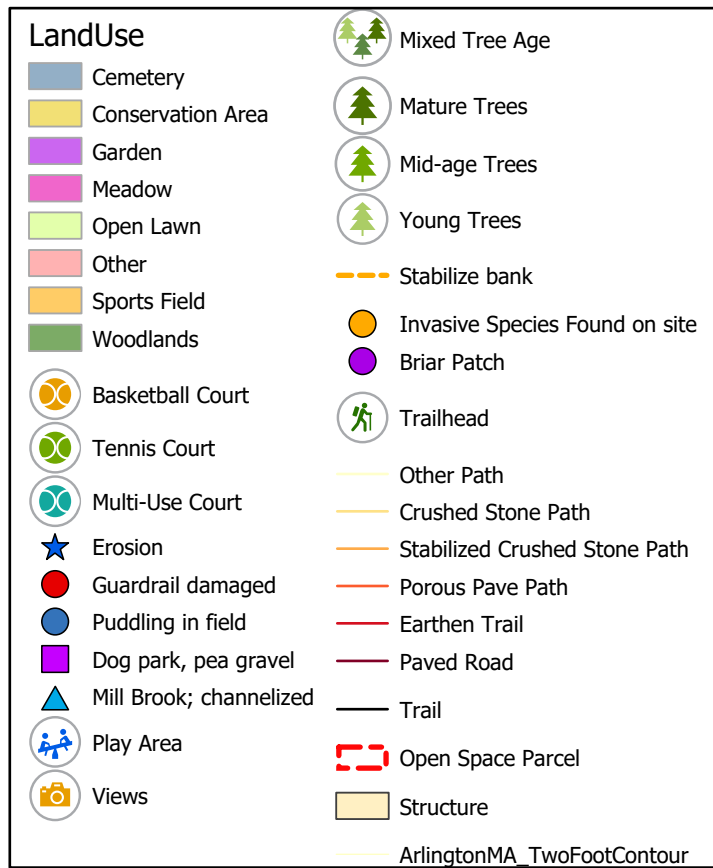 LandUse
Cemetery
Conservation Area
Garden
Meadow
Open Lawn
Other
Sports Field
Woodlands
Basketball Court
Tennis Court
Multi-Use Court
Erosion
Guardrail damaged
Puddling in field
Dog park, pea gravel
Mill Brook; channelized
Play Area
Views
Mixed Tree Age
Mature Trees
Mid-age Trees
Young Trees
Stabilize bank
Invasive Species Found on site
Briar Patch
Trailhead
Other Path
Crushed Stone Path
Stabilized Crushed Stone Path
Porous Pave Path
Earthen Trail
Paved Road
Trail
Open Space Parcel
Structure
ArlingtonMA_TwoFootContour